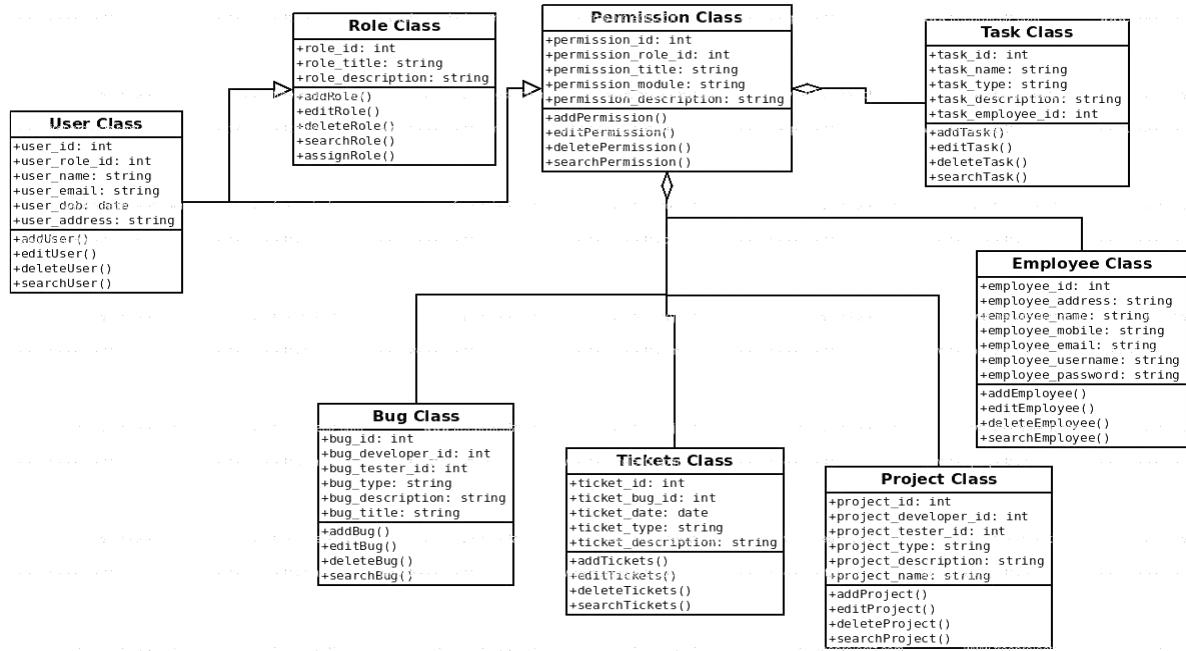 Role Class
+role_id: int
+role_title: string
+role_description: string
+addRole()
+editRole()
+deleteRole()
+searchRole()
+assignRole()
Permission Class
+permission_id: int
+permission_role_id: int
+permission_title: string
+permission_module: string
+permission_description: string
+addPermission()
+editPermission()
+deletePermission()
+searchPermission()
Task Class
+task_id: int
+task_name: string
+task_type: string
+task_description: string
+task_employee_id: int
+addTask()
+editTask()
+deleteTask()
+searchTask()
User Class
+user_id: int
+user_role_id: int
+user_name: string
+user_email: string
+user_dob: date
+user_address: string
+addUser()
+editUser()
+deleteUser()
+searchUser()
Employee Class
+employee_id: int
+employee_address: string
+employee_name: string
+employee_mobile: string
+employee_email: string
+employee_username: string
+employee_password: string
+addEmployee()
+editEmployee()
+deleteEmployee()
+searchEmployee()
Bug Class
+bug_id: int
+bug_developer_id: int
+bug_tester_id: int
+bug_type: string
+bug_description: string
+bug_title: string
+addBug()
+editBug()
+deleteBug()
+searchBug()
Tickets Class
+ticket_id: int
+ticket_bug_id: int
+ticket_date: date
+ticket_type: string
+ticket_description: string
+addTickets()
+editTickets()
+deleteTickets()
+searchTickets()
Project Class
+project_id: int
+project_developer_id: int
+project_tester_id: int
+project_type: string
+project_description: string
+project_name: string
+addProject()
+editProject()
+deleteProject()
+searchProject()